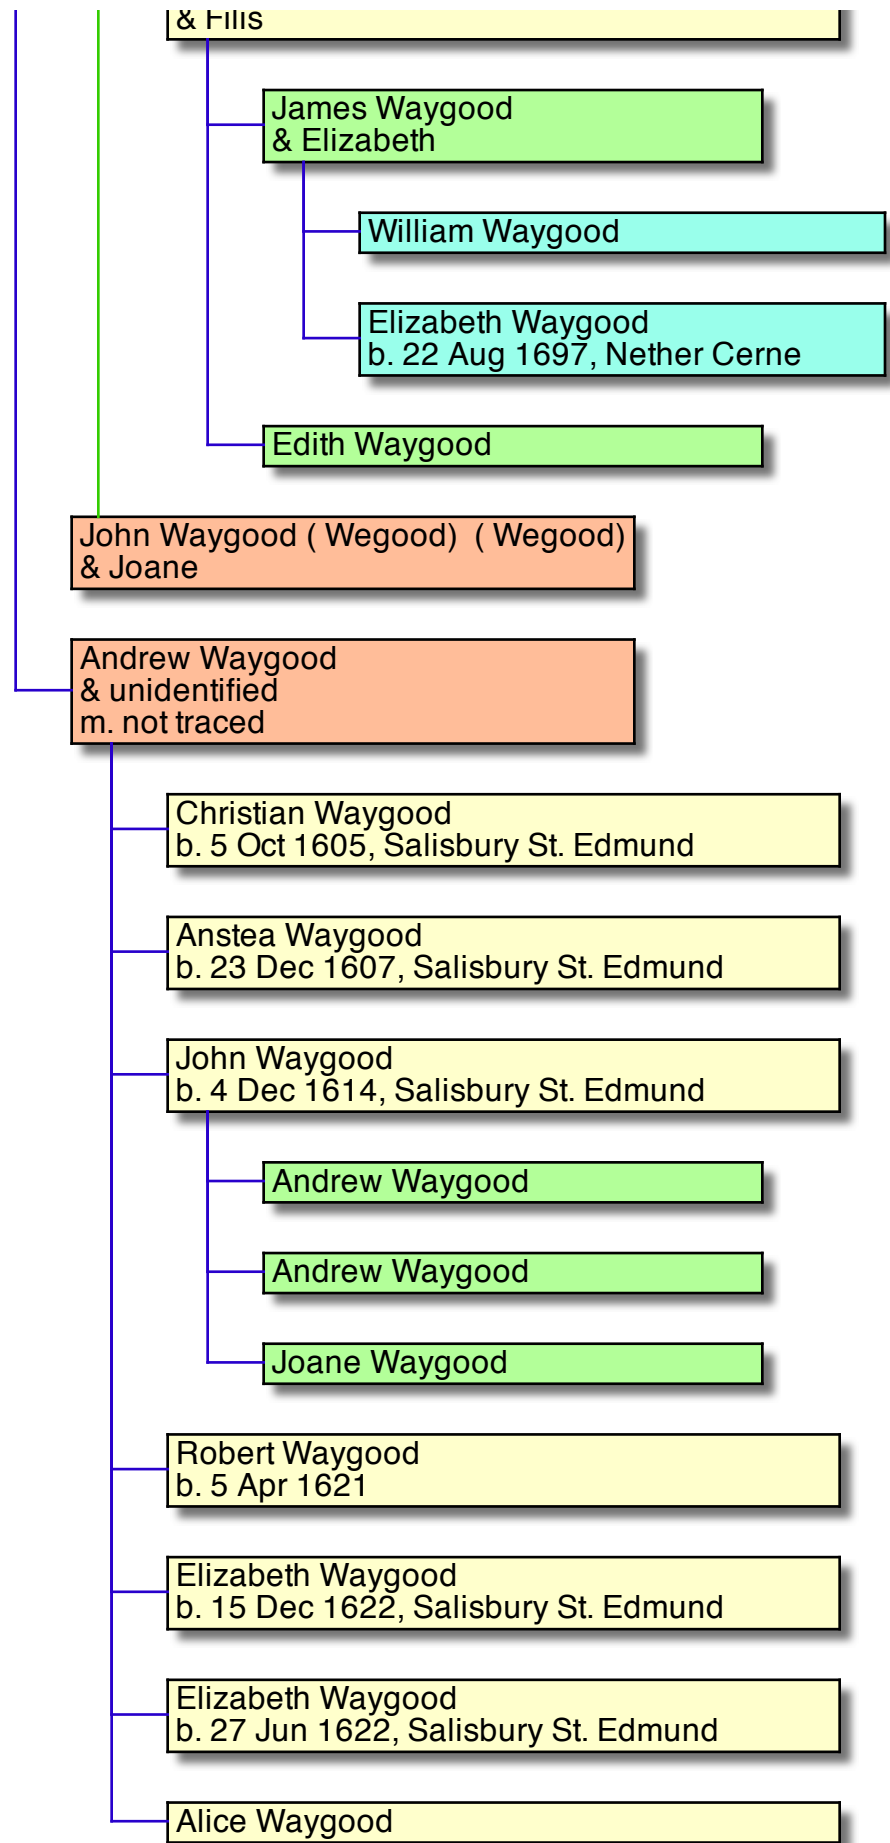 & Filis
James Waygood
& Elizabeth
William Waygood
Elizabeth Waygood
b. 22 Aug 1697, Nether Cerne
Edith Waygood
John Waygood ( Wegood)  ( Wegood)
& Joane
Andrew Waygood
& unidentified
m. not traced
Christian Waygood
b. 5 Oct 1605, Salisbury St. Edmund
Anstea Waygood
b. 23 Dec 1607, Salisbury St. Edmund
John Waygood
b. 4 Dec 1614, Salisbury St. Edmund
Andrew Waygood
Andrew Waygood
Joane Waygood
Robert Waygood
b. 5 Apr 1621
Elizabeth Waygood
b. 15 Dec 1622, Salisbury St. Edmund
Elizabeth Waygood
b. 27 Jun 1622, Salisbury St. Edmund
Alice Waygood